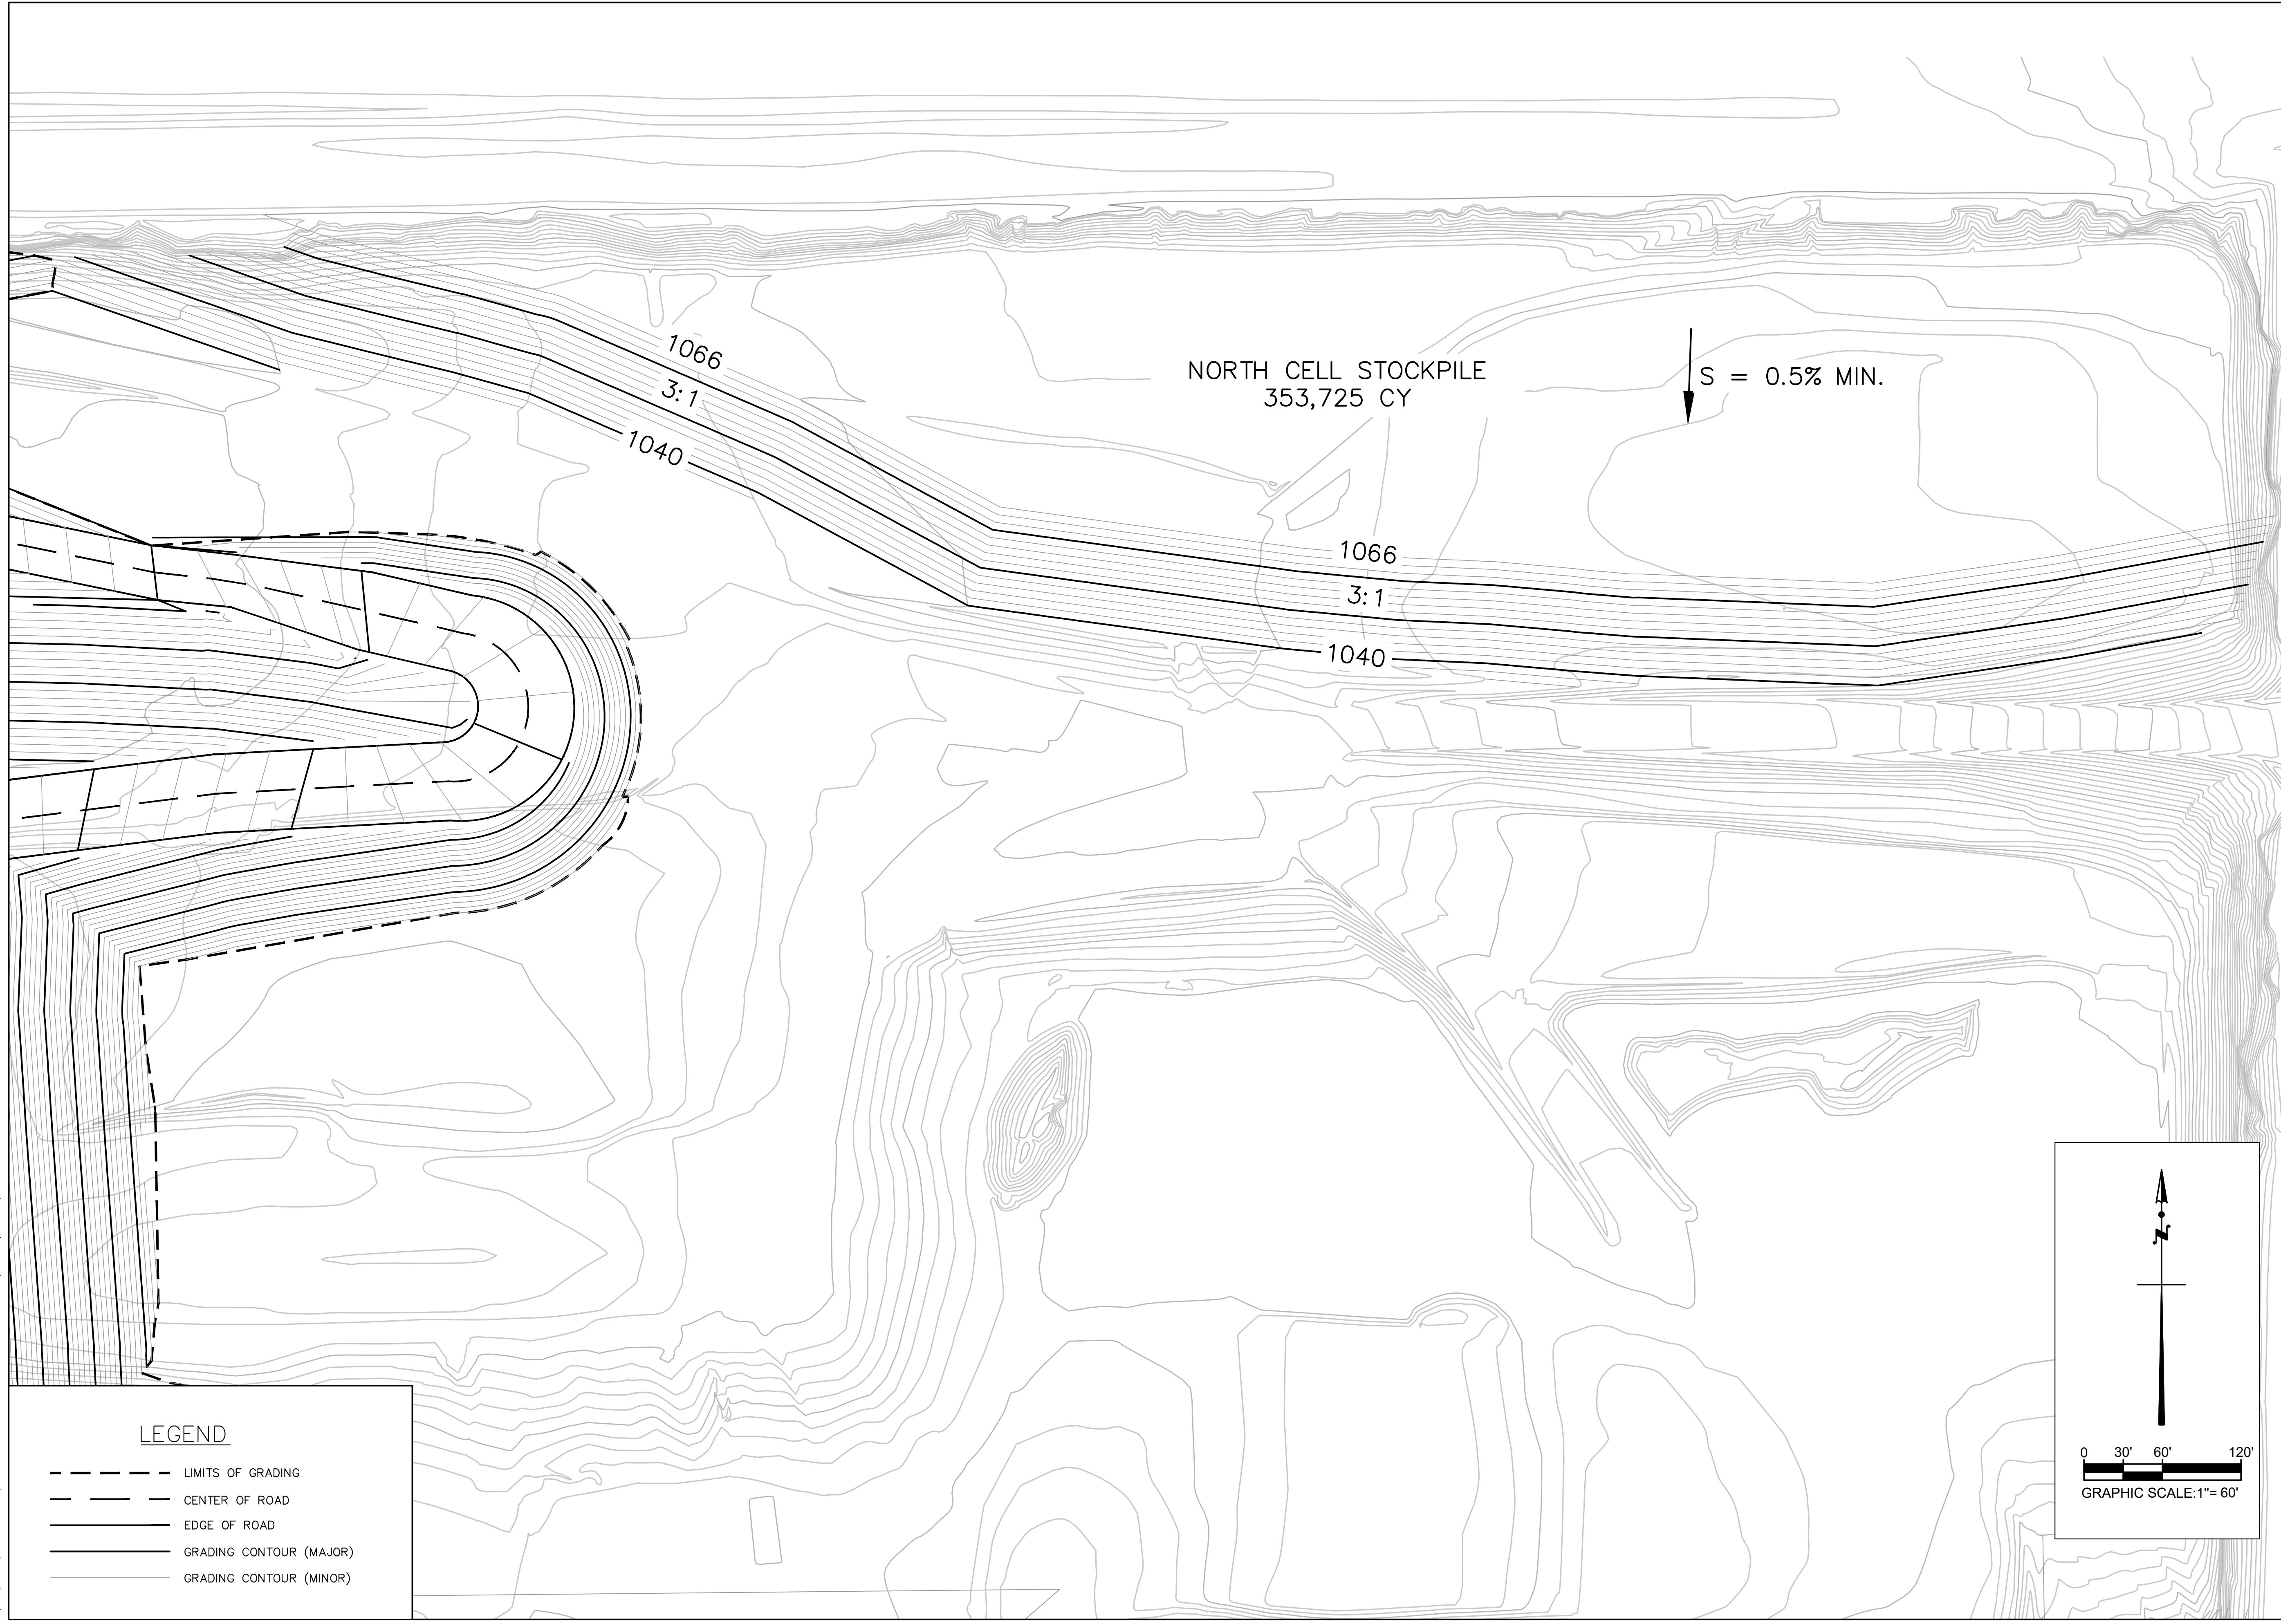 1066
3:1
1040
NORTH CELL STOCKPILE
353,725 CY
S = 0.5% MIN.
1066
3:1
1040
N
0 30' 60' 120'
GRAPHIC SCALE:1"= 60'
LEGEND
LIMITS OF GRADING
CENTER OF ROAD
EDGE OF ROAD
GRADING CONTOUR (MAJOR)
GRADING CONTOUR (MINOR)